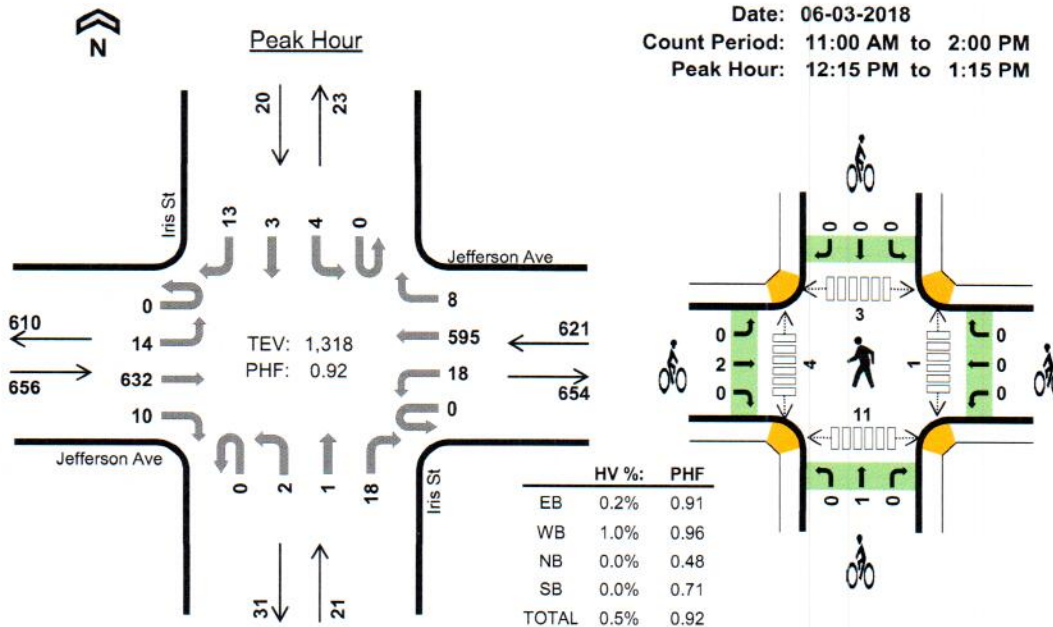 N
Peak Hour
Date: 06-03-2018
Count Period: 11:00 AM to 2:00 PM
Peak Hour: 12:15 PM to 1:15 PM
20
23
Iris St
13
3
4
0
Jefferson Ave
0
14
632
10
610
656
TEV: 1,318
PHF: 0.92
8
595
18
0
621
654
Jefferson Ave
0
2
1
18
Iris St
31
21
HV %: PHF
EB 0.2% 0.91
WB 1.0% 0.96
NB 0.0% 0.48
SB 0.0% 0.71
TOTAL 0.5% 0.92
0 0 0
3
0
2
0
4
1
0
0
0
11
0 1 0